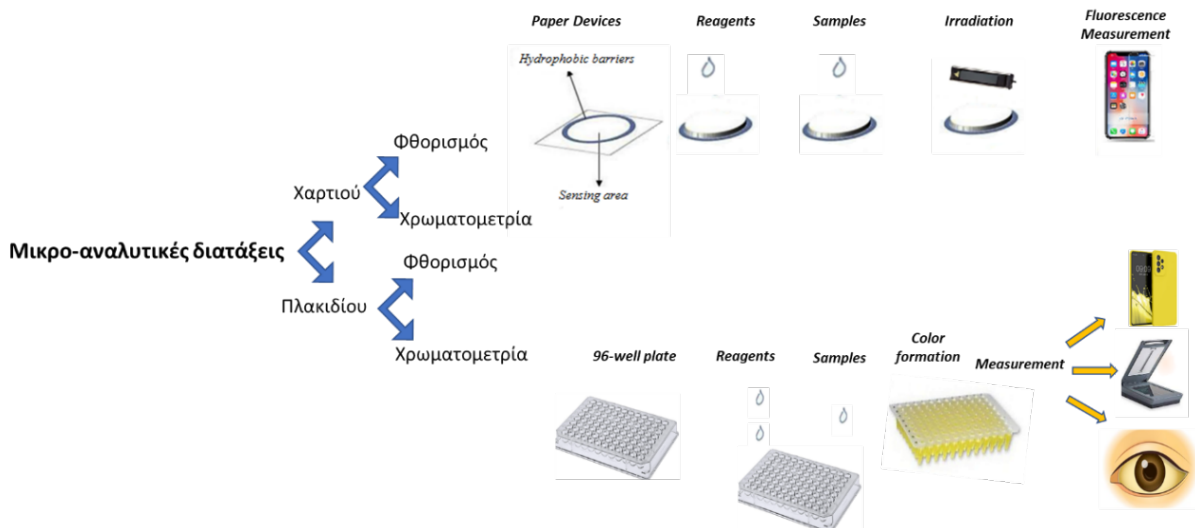 Paper Devices
Reagents
Samples
Irradiation
Fluorescence
Measurement
Hydrophobic barriers
Sensing area
Φθορισμός
Χαρτιού
Χρωματομετρία
Μικρο-αναλυτικές διατάξεις
Φθορισμός
Πλακιδίου
Χρωματομετρία
96-well plate
Reagents
Samples
Color
formation
Measurement